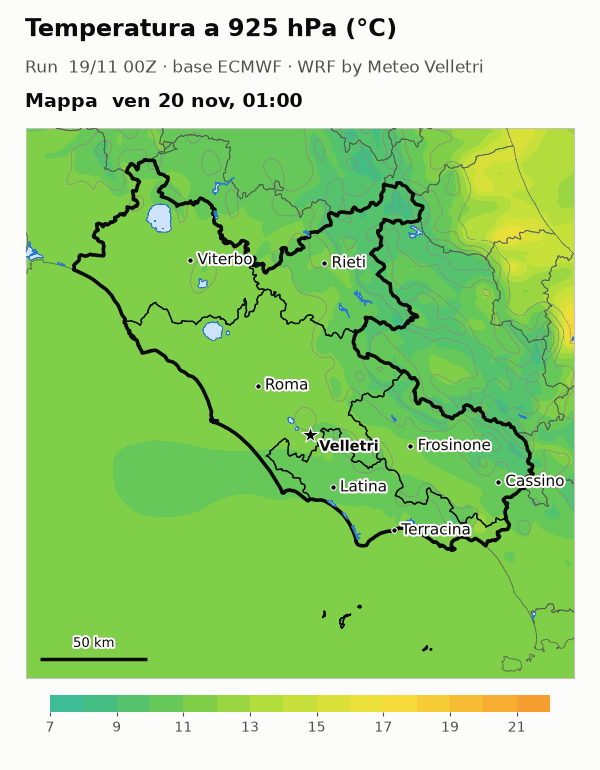 Temperatura a 925 hPa (°C)
Run  19/11 00Z · base ECMWF · WRF by Meteo Velletri
Mappa  ven 20 nov, 01:00
Viterbo
Rieti
Roma
Velletri
Frosinone
Latina
Cassino
Terracina
50 km
7 9 11 13 15 17 19 21